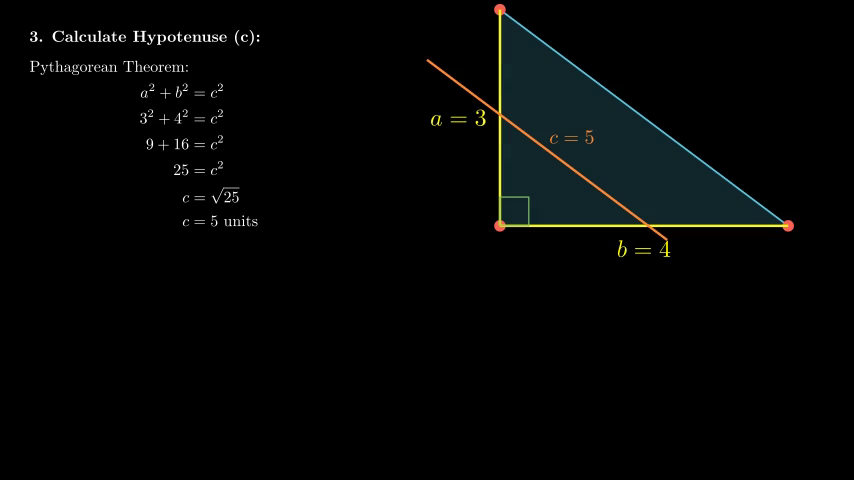 3. Calculate Hypotenuse (c):
Pythagorean Theorem:
a² + b² = c²
3² + 4² = c²
9 + 16 = c²
25 = c²
c = √25
c = 5 units
a = 3
c = 5
b = 4